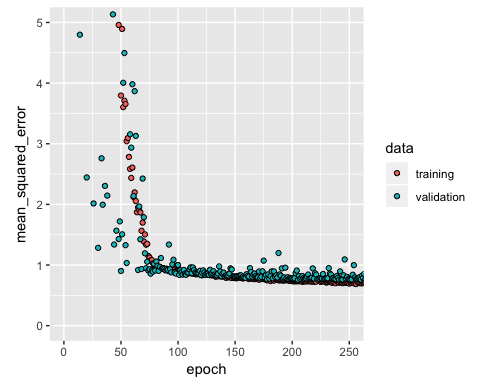 5
4
3
2
1
0
mean_squared_error
0 50 100 150 200 250
epoch
data
training
validation